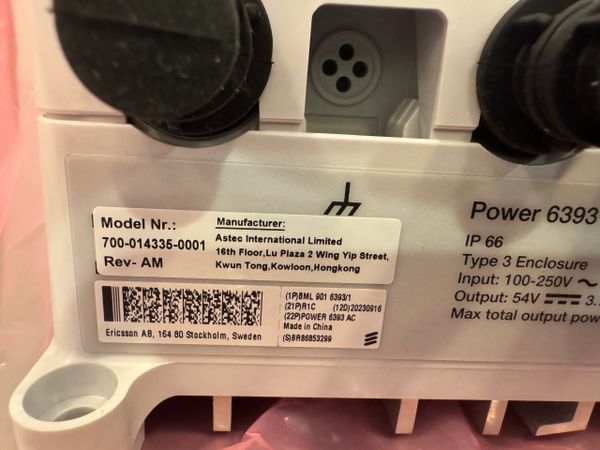 Model Nr.:
700-014335-0001
Rev- AM
Manufacturer:
Astec International Limited
16th Floor,Lu Plaza 2 Wing Yip Street,
Kwun Tong,Kowloon,Hongkong
Power 6393
IP 66
Type 3 Enclosure
Input: 100-250V
Output: 54V 3.
Max total output pow
(1P)BML 901 6393/1
(21P)R1C (12D)20230916
(22P)POWER 6393 AC
Made in China
(S)BR86853299
Ericsson AB, 164 80 Stockholm, Sweden